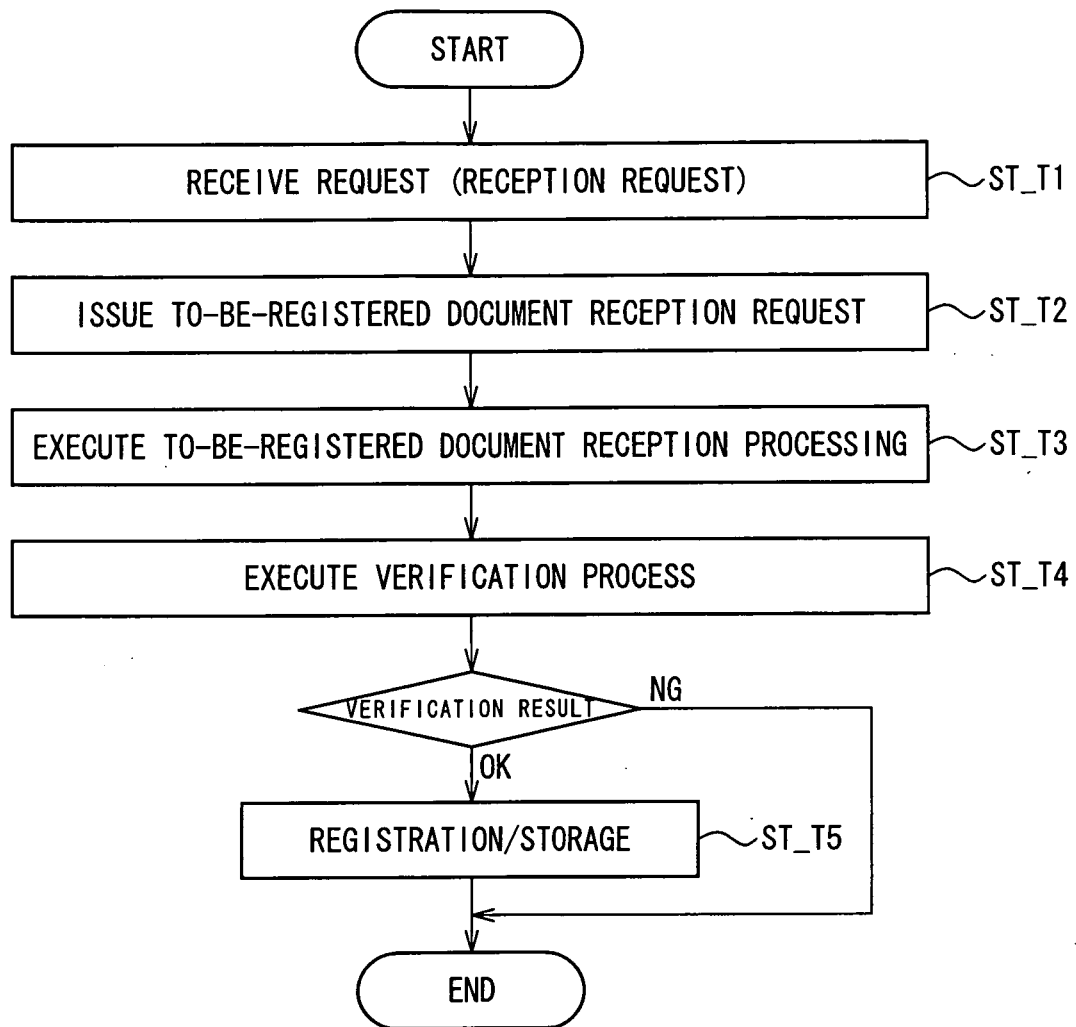 START
RECEIVE REQUEST (RECEPTION REQUEST)
ST_T1
ISSUE TO-BE-REGISTERED DOCUMENT RECEPTION REQUEST
ST_T2
EXECUTE TO-BE-REGISTERED DOCUMENT RECEPTION PROCESSING
ST_T3
EXECUTE VERIFICATION PROCESS
ST_T4
VERIFICATION RESULT
NG
OK
REGISTRATION/STORAGE
ST_T5
END